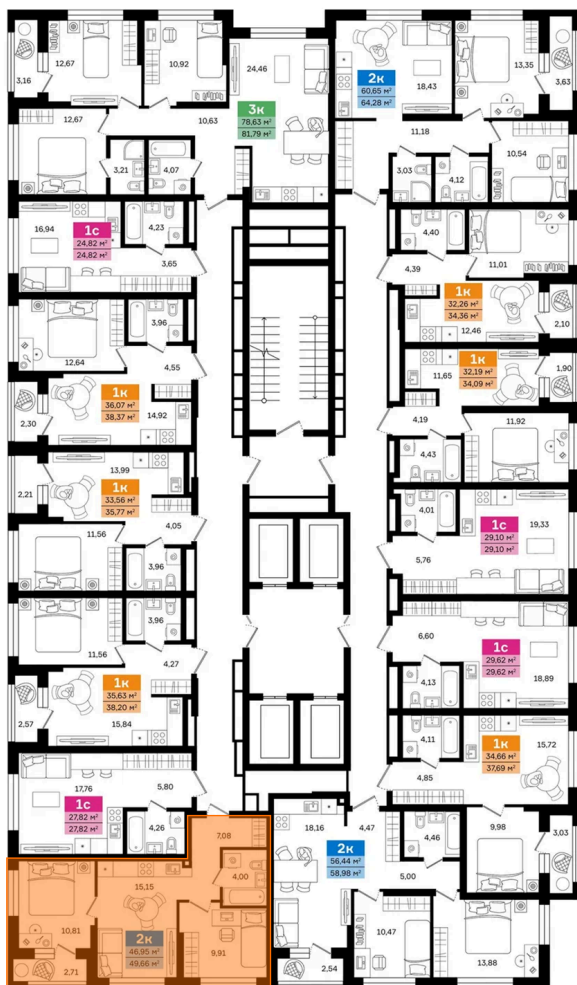 12,67
10,92
24,46
3,16
3к
78,63 м²
81,79 м²
12,67
10,63
3,21
4,07
2к
60,65 м²
64,28 м²
18,43
13,35
3,63
11,18
3,03
4,12
10,54
16,94
1с
24,82 м²
24,82 м²
4,23
3,65
4,40
4,39
11,01
1к
32,26 м²
34,36 м²
12,46
2,10
3,96
12,64
4,55
1к
36,07 м²
38,37 м²
14,92
2,30
11,65
1к
32,19 м²
34,09 м²
1,90
4,19
11,92
4,43
13,99
2,21
1к
33,56 м²
35,77 м²
4,05
11,56
3,96
4,01
1с
29,10 м²
29,10 м²
19,33
5,76
3,96
11,56
4,27
1к
35,63 м²
38,20 м²
2,57
15,84
6,60
1с
29,62 м²
29,62 м²
4,13
18,89
4,11
1к
34,66 м²
37,69 м²
15,72
4,85
17,76
5,80
1с
27,82 м²
27,82 м²
4,26
7,08
18,16
4,47
2к
56,44 м²
58,98 м²
4,46
9,98
3,03
5,00
15,15
4,00
10,81
2к
46,95 м²
49,66 м²
9,91
2,71
10,47
2,54
13,88